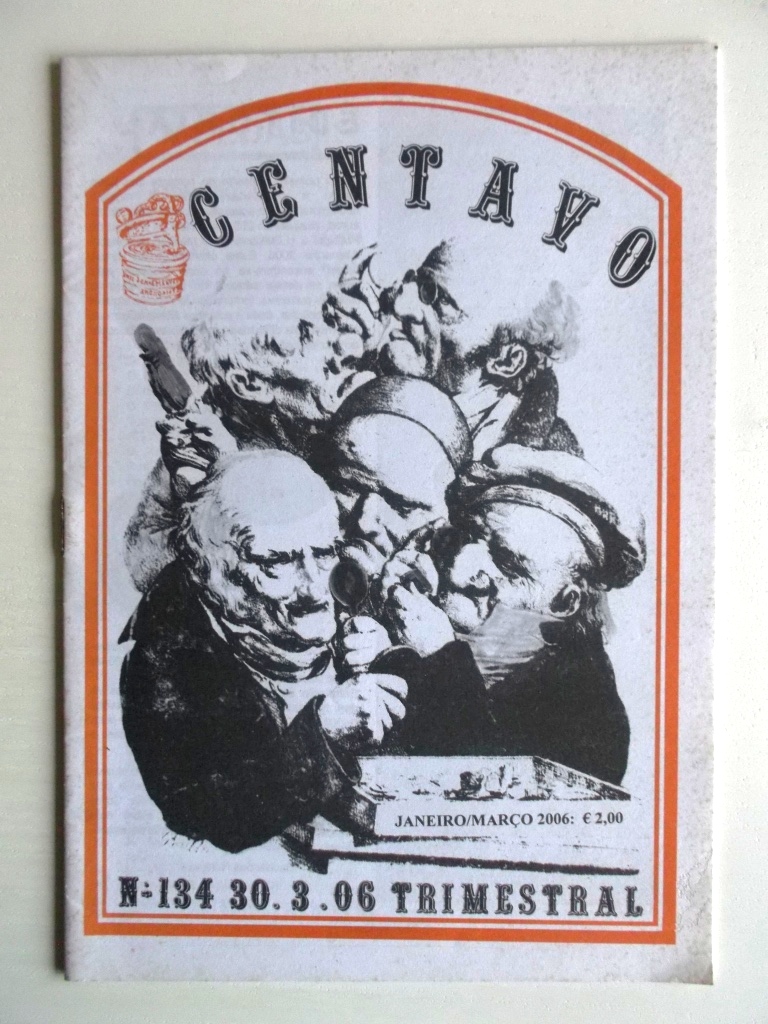 CENTAVO
JANEIRO/MARÇO 2006: € 2,00
Nº 134 30.3.06 TRIMESTRAL